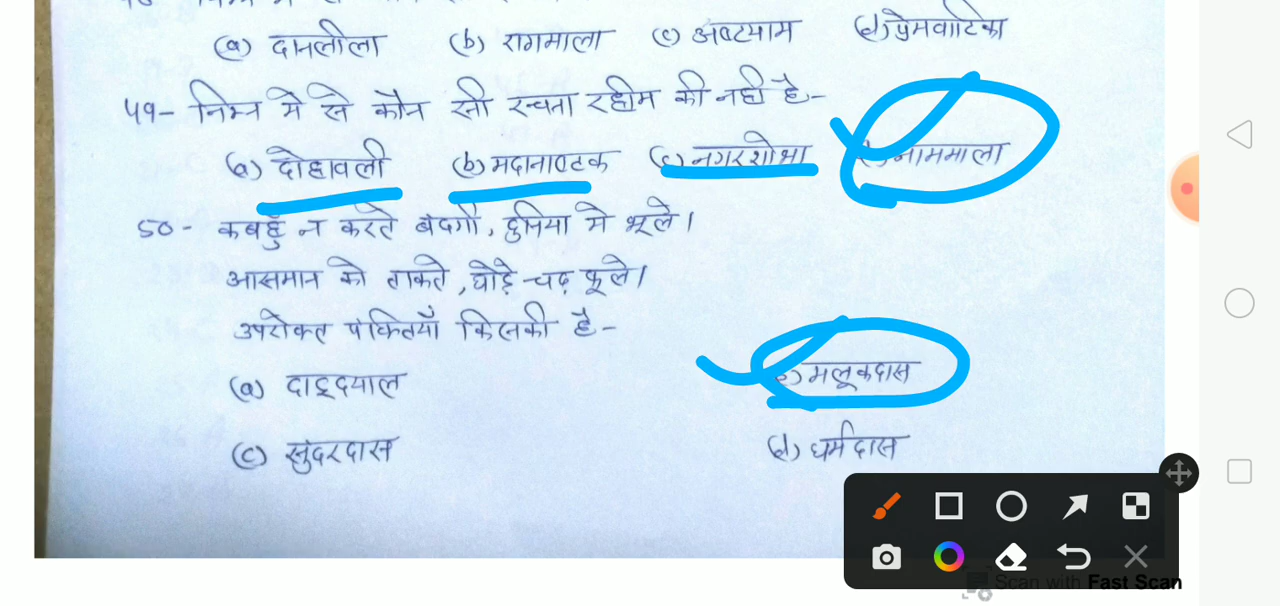 (a) दानलीला (b) रागमाला (c) अष्टयाम (d) प्रेमवाटिका
49- निम्न मे से कौन सी रचना रहीम की नही है-
(a) दोहावली (b) मदानाष्टक (c) नगरशोभा नाममाला
50- कबहुँ न करते बंदगी, दुनिया मे भूले।
आसमान को ताकते, घोड़े चढ़ फूले।
उपरोक्त पंक्तियाँ किसकी है-
(a) दादूदयाल मलूकदास
(c) सुंदरदास (d) धर्मदास
Scan with Fast Scan